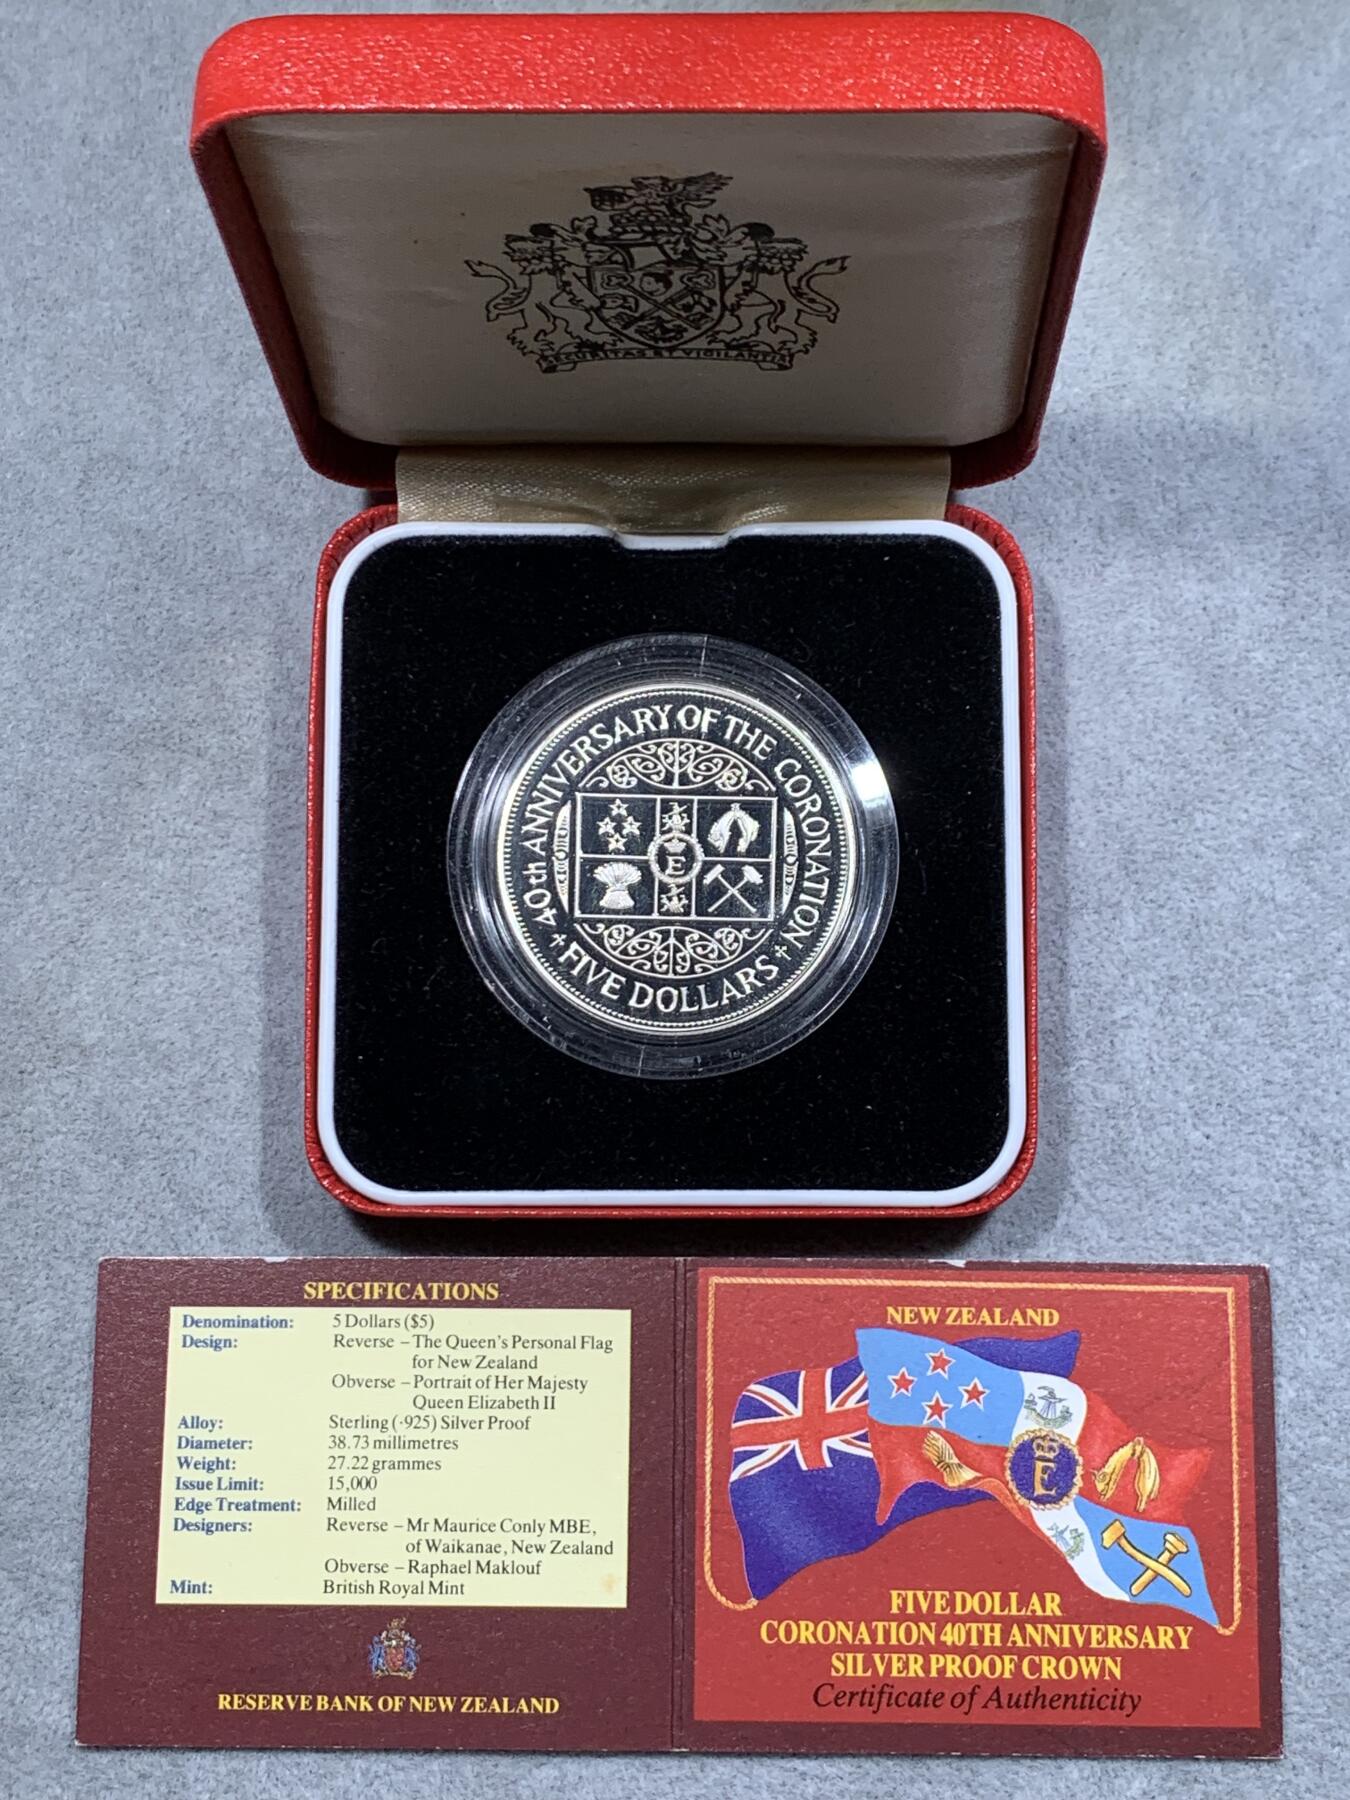 SECURITAS ET VIGILANTIA
40th ANNIVERSARY OF THE CORONATION
E
FIVE DOLLARS
SPECIFICATIONS
Denomination: 5 Dollars ($5)
Design: Reverse – The Queen's Personal Flag
for New Zealand
Obverse – Portrait of Her Majesty
Queen Elizabeth II
Alloy: Sterling (·925) Silver Proof
Diameter: 38.73 millimetres
Weight: 27.22 grammes
Issue Limit: 15,000
Edge Treatment: Milled
Designers: Reverse – Mr Maurice Conly MBE,
of Waikanae, New Zealand
Obverse – Raphael Maklouf
Mint: British Royal Mint
RESERVE BANK OF NEW ZEALAND
NEW ZEALAND
E
FIVE DOLLAR
CORONATION 40TH ANNIVERSARY
SILVER PROOF CROWN
Certificate of Authenticity